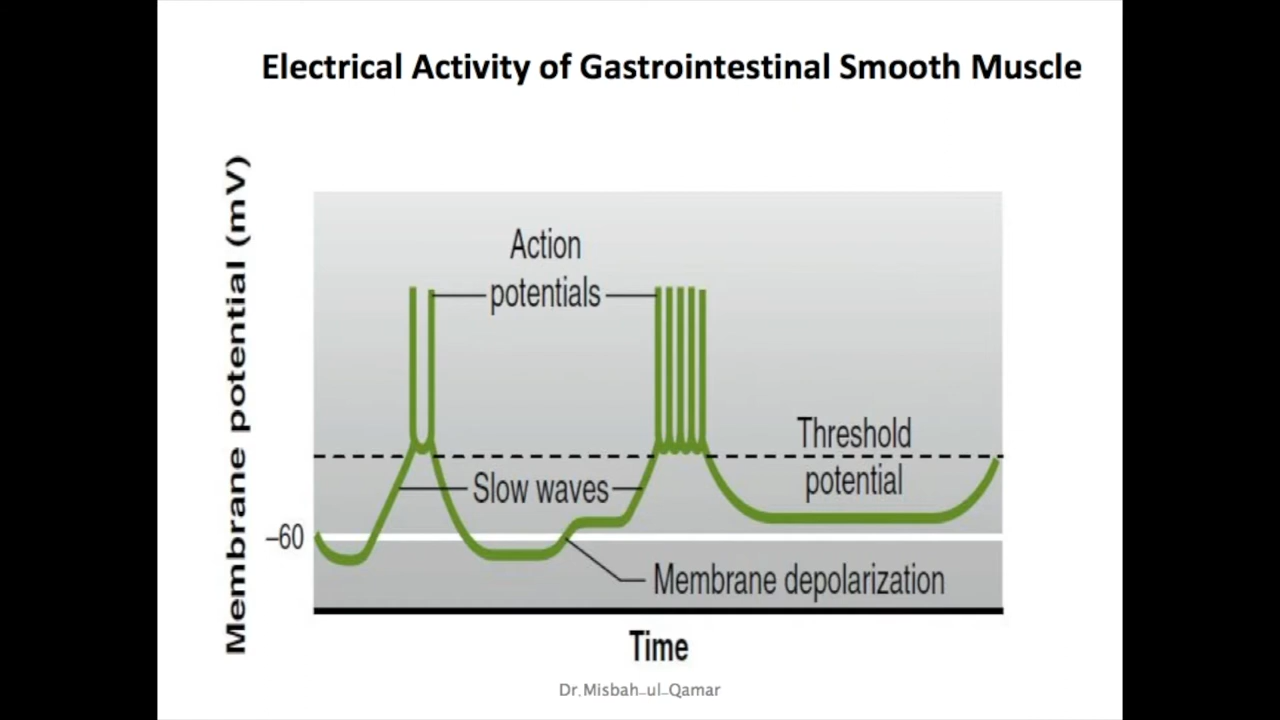 Electrical Activity of Gastrointestinal Smooth Muscle
Membrane potential (mV)
Action
potentials
Threshold
potential
Slow waves
–60
Membrane depolarization
Time
Dr.Misbah-ul-Qamar